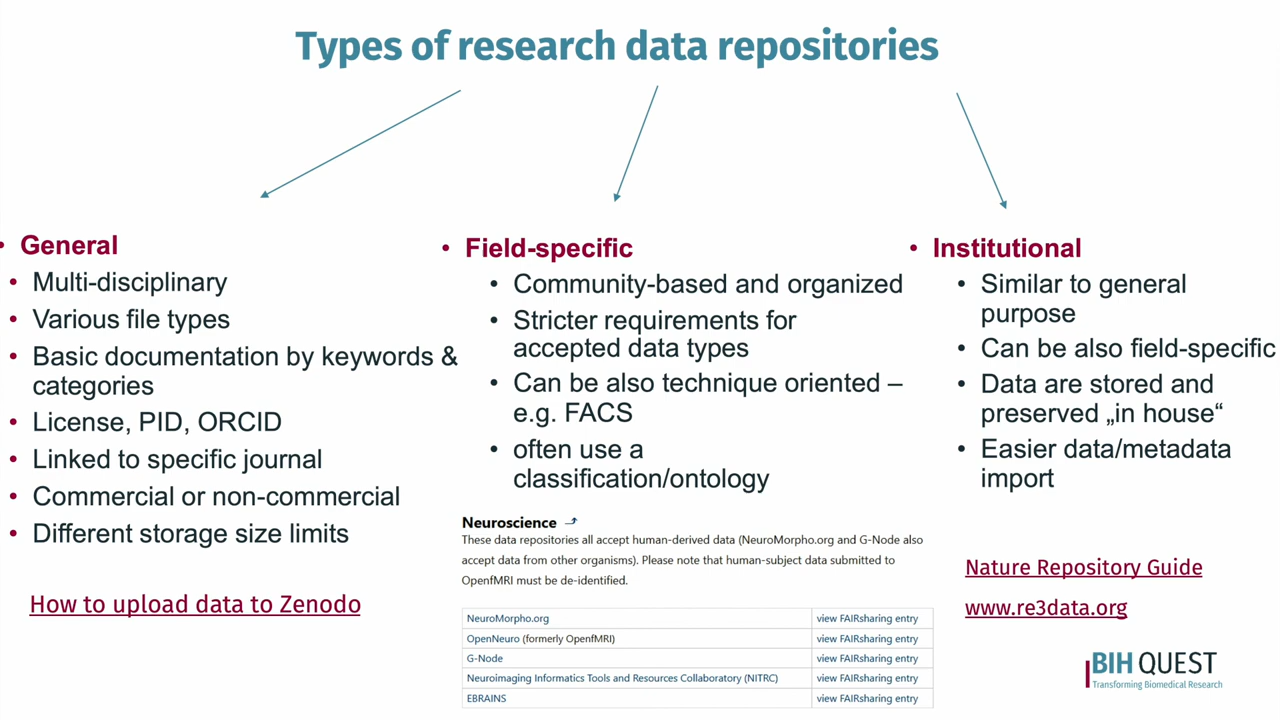 Types of research data repositories
• General
• Multi-disciplinary
• Various file types
• Basic documentation by keywords &
categories
• License, PID, ORCID
• Linked to specific journal
• Commercial or non-commercial
• Different storage size limits
How to upload data to Zenodo
• Field-specific
• Community-based and organized
• Stricter requirements for
accepted data types
• Can be also technique oriented –
e.g. FACS
• often use a
classification/ontology
Neuroscience
These data repositories all accept human-derived data (NeuroMorpho.org and G-Node also
accept data from other organisms). Please note that human-subject data submitted to
OpenfMRI must be de-identified.
NeuroMorpho.org view FAIRsharing entry
OpenNeuro (formerly OpenfMRI) view FAIRsharing entry
G-Node view FAIRsharing entry
Neuroimaging Informatics Tools and Resources Collaboratory (NITRC) view FAIRsharing entry
EBRAINS view FAIRsharing entry
• Institutional
• Similar to general
purpose
• Can be also field-specific
• Data are stored and
preserved „in house“
• Easier data/metadata
import
Nature Repository Guide
www.re3data.org
BIH QUEST
Transforming Biomedical Research